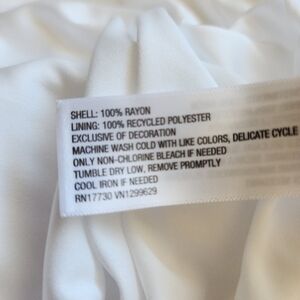 SHELL: 100% RAYON
LINING: 100% RECYCLED POLYESTER
EXCLUSIVE OF DECORATION
MACHINE WASH COLD WITH LIKE COLORS, DELICATE CYCLE
ONLY NON-CHLORINE BLEACH IF NEEDED
TUMBLE DRY LOW, REMOVE PROMPTLY
COOL IRON IF NEEDED
RN17730 VN1299629